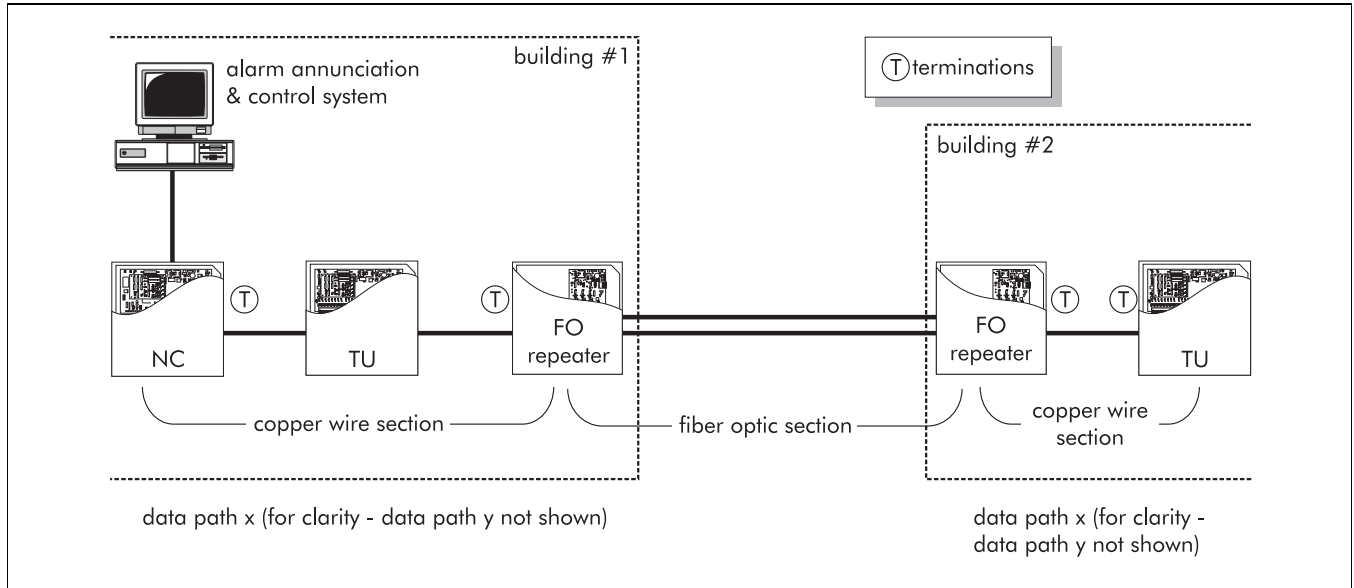 building #1
alarm annunciation
& control system
T terminations
building #2
T
T
T
T
NC
TU
FO
repeater
FO
repeater
TU
copper wire section
fiber optic section
copper wire
section
data path x (for clarity - data path y not shown)
data path x (for clarity -
data path y not shown)